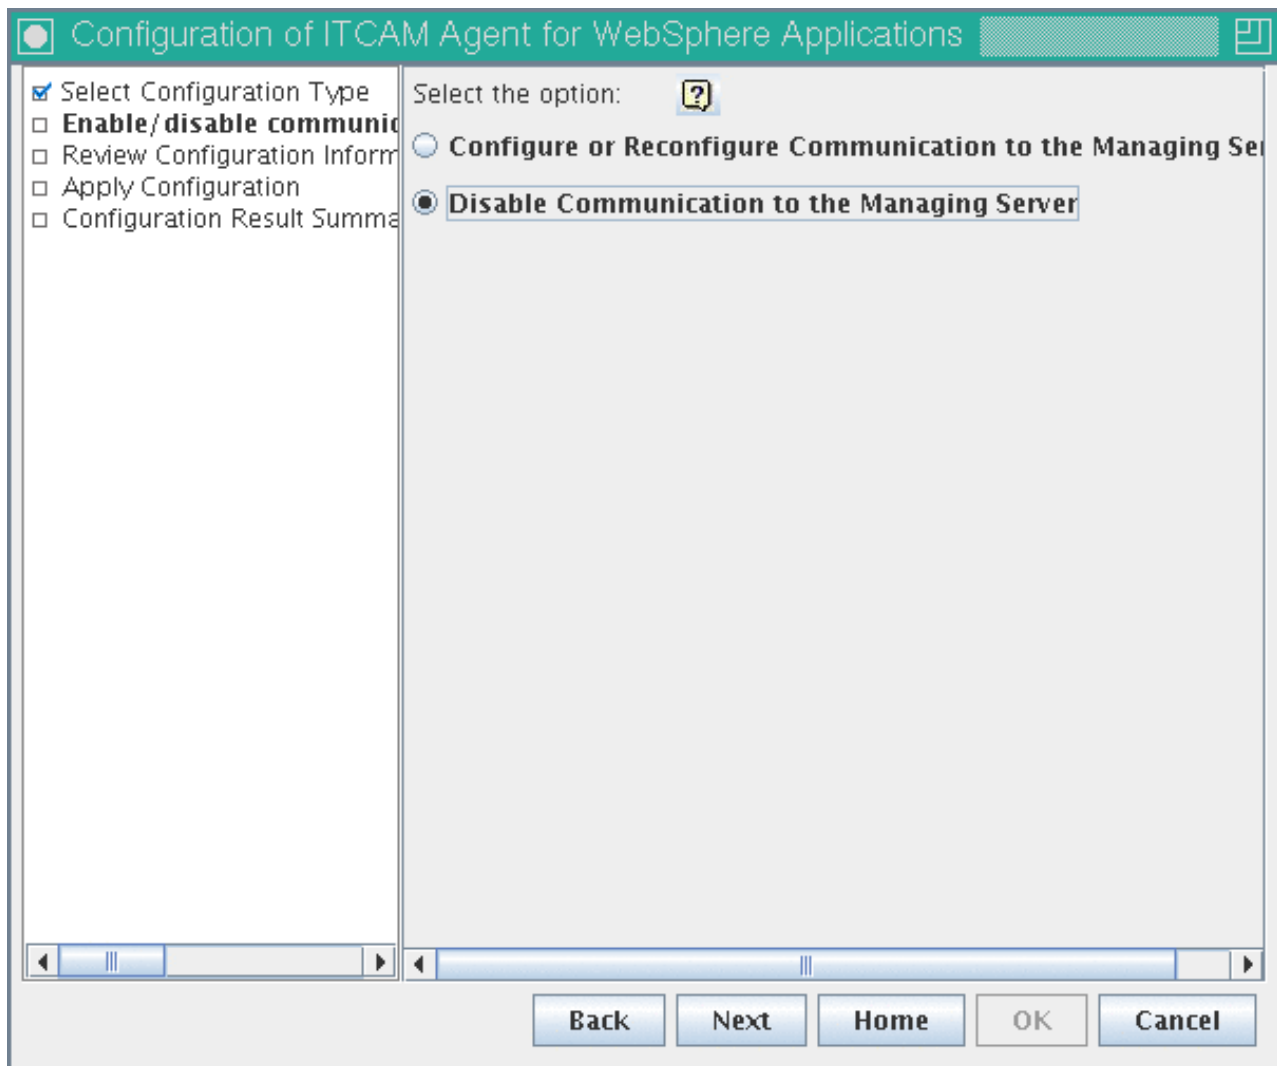 Configuration of ITCAM Agent for WebSphere Applications
Select Configuration Type
Enable/disable communic
Review Configuration Inform
Apply Configuration
Configuration Result Summa
Select the option:
Configure or Reconfigure Communication to the Managing Ser
Disable Communication to the Managing Server
Back Next Home OK Cancel